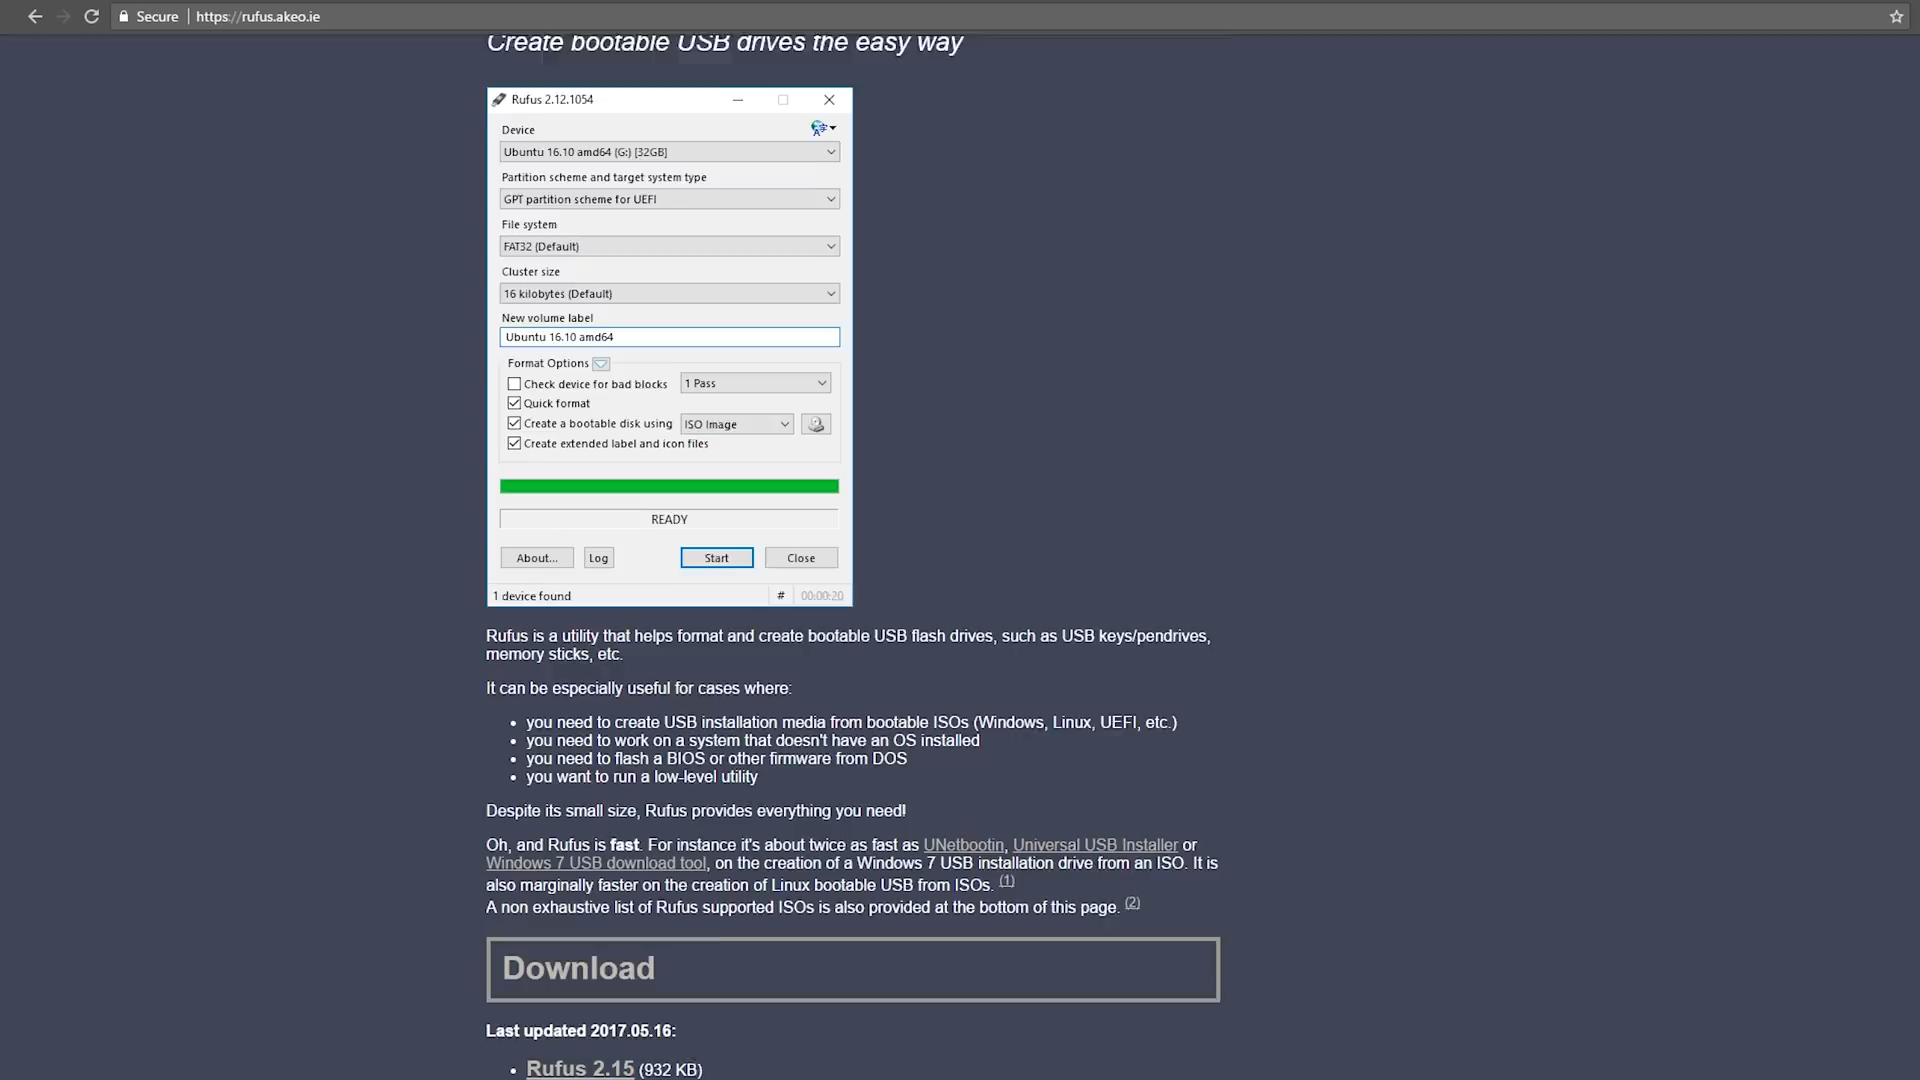 Secure https://rufus.akeo.ie
Create bootable USB drives the easy way
Rufus 2.12.1054
Device
Ubuntu 16.10 amd64 (G:) [32GB]
Partition scheme and target system type
GPT partition scheme for UEFI
File system
FAT32 (Default)
Cluster size
16 kilobytes (Default)
New volume label
Ubuntu 16.10 amd64
Format Options
Check device for bad blocks 1 Pass
Quick format
Create a bootable disk using ISO Image
Create extended label and icon files
READY
About... Log Start Close
1 device found # 00:00:20
Rufus is a utility that helps format and create bootable USB flash drives, such as USB keys/pendrives,
memory sticks, etc.
It can be especially useful for cases where:
• you need to create USB installation media from bootable ISOs (Windows, Linux, UEFI, etc.)
• you need to work on a system that doesn't have an OS installed
• you need to flash a BIOS or other firmware from DOS
• you want to run a low-level utility
Despite its small size, Rufus provides everything you need!
Oh, and Rufus is fast. For instance it's about twice as fast as UNetbootin, Universal USB Installer or
Windows 7 USB download tool, on the creation of a Windows 7 USB installation drive from an ISO. It is
also marginally faster on the creation of Linux bootable USB from ISOs. (1)
A non exhaustive list of Rufus supported ISOs is also provided at the bottom of this page. (2)
Download
Last updated 2017.05.16:
• Rufus 2.15 (932 KB)